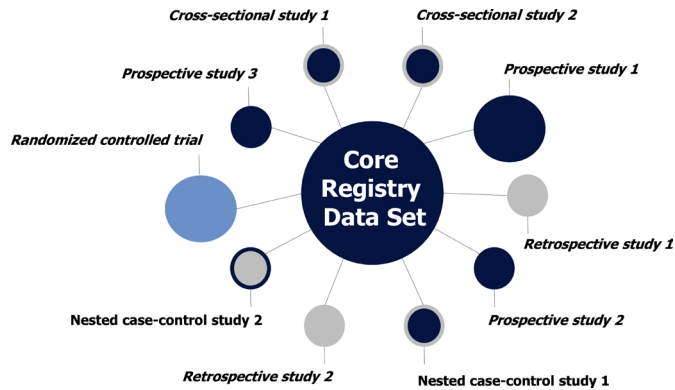 Cross-sectional study 1
Cross-sectional study 2
Prospective study 3
Prospective study 1
Randomized controlled trial
Core
Registry
Data Set
Retrospective study 1
Nested case-control study 2
Prospective study 2
Retrospective study 2
Nested case-control study 1